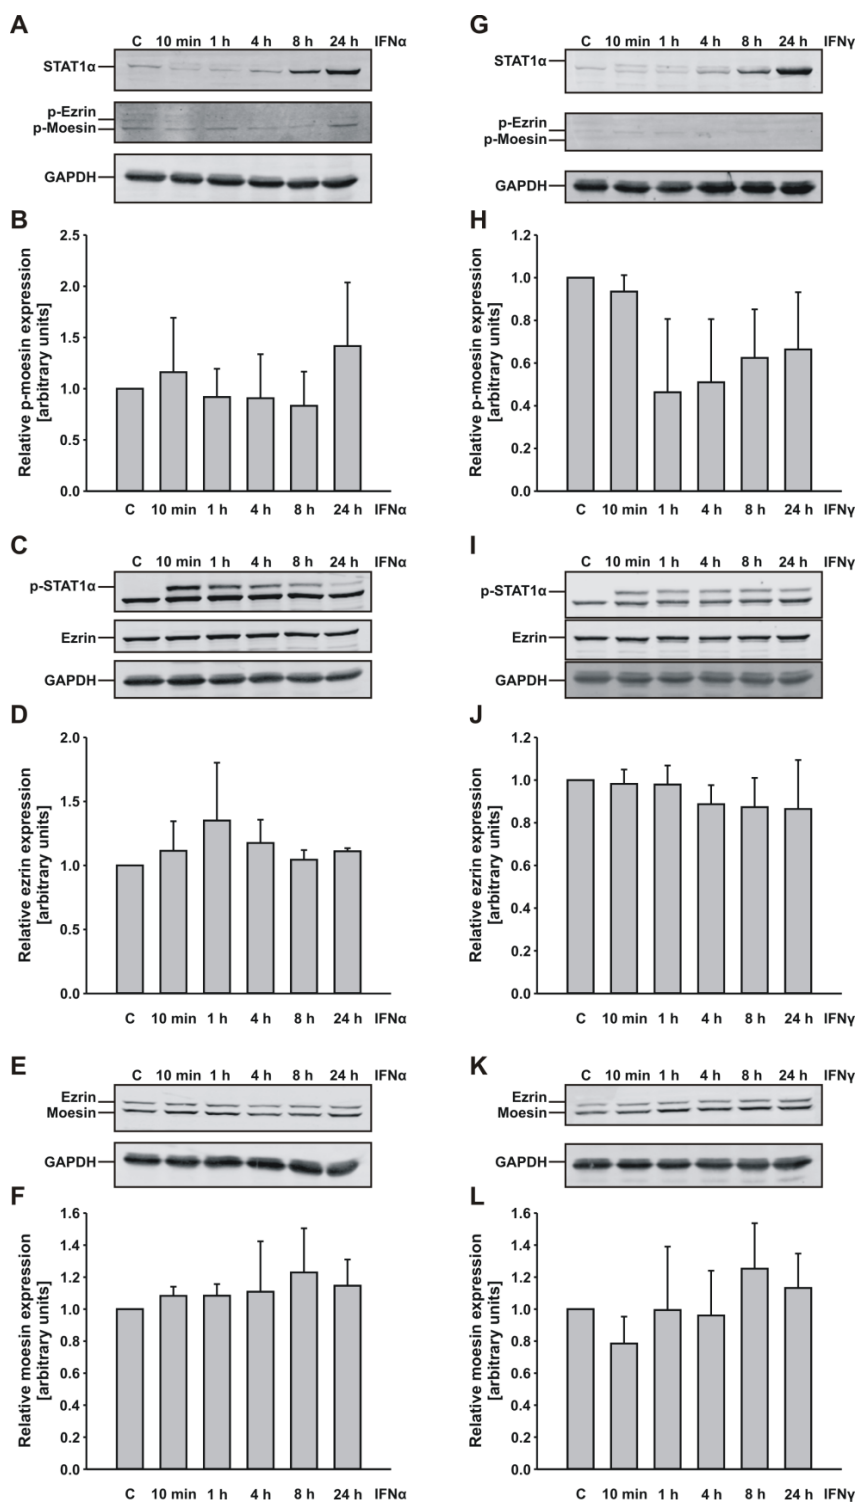 A
C 10 min 1 h 4 h 8 h 24 h IFNα
STAT1α
p-Ezrin
p-Moesin
GAPDH
B
Relative p-moesin expression
[arbitrary units]
2.5
2.0
1.5
1.0
0.5
0.0
C 10 min 1 h 4 h 8 h 24 h IFNα
C
C 10 min 1 h 4 h 8 h 24 h IFNα
p-STAT1α
Ezrin
GAPDH
D
Relative ezrin expression
[arbitrary units]
2.0
1.5
1.0
0.5
0.0
C 10 min 1 h 4 h 8 h 24 h IFNα
E
C 10 min 1 h 4 h 8 h 24 h IFNα
Ezrin
Moesin
GAPDH
F
Relative moesin expression
[arbitrary units]
1.6
1.4
1.2
1.0
0.8
0.6
0.4
0.2
0.0
C 10 min 1 h 4 h 8 h 24 h IFNα
G
C 10 min 1 h 4 h 8 h 24 h IFNγ
STAT1α
p-Ezrin
p-Moesin
GAPDH
H
Relative p-moesin expression
[arbitrary units]
1.2
1.0
0.8
0.6
0.4
0.2
0.0
C 10 min 1 h 4 h 8 h 24 h IFNγ
I
C 10 min 1 h 4 h 8 h 24 h IFNγ
p-STAT1α
Ezrin
GAPDH
J
Relative ezrin expression
[arbitrary units]
1.2
1.0
0.8
0.6
0.4
0.2
0.0
C 10 min 1 h 4 h 8 h 24 h IFNγ
K
C 10 min 1 h 4 h 8 h 24 h IFNγ
Ezrin
Moesin
GAPDH
L
Relative moesin expression
[arbitrary units]
1.6
1.4
1.2
1.0
0.8
0.6
0.4
0.2
0.0
C 10 min 1 h 4 h 8 h 24 h IFNγ